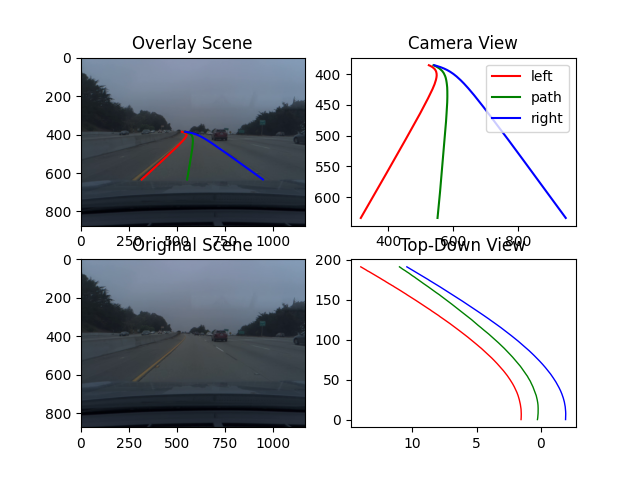 Overlay Scene
0
200
400
600
800
0 250 500 750 1000
Camera View
400
450
500
550
600
400 600 800
left
path
right
Original Scene
0
200
400
600
800
0 250 500 750 1000
Top-Down View
200
150
100
50
0
10 5 0